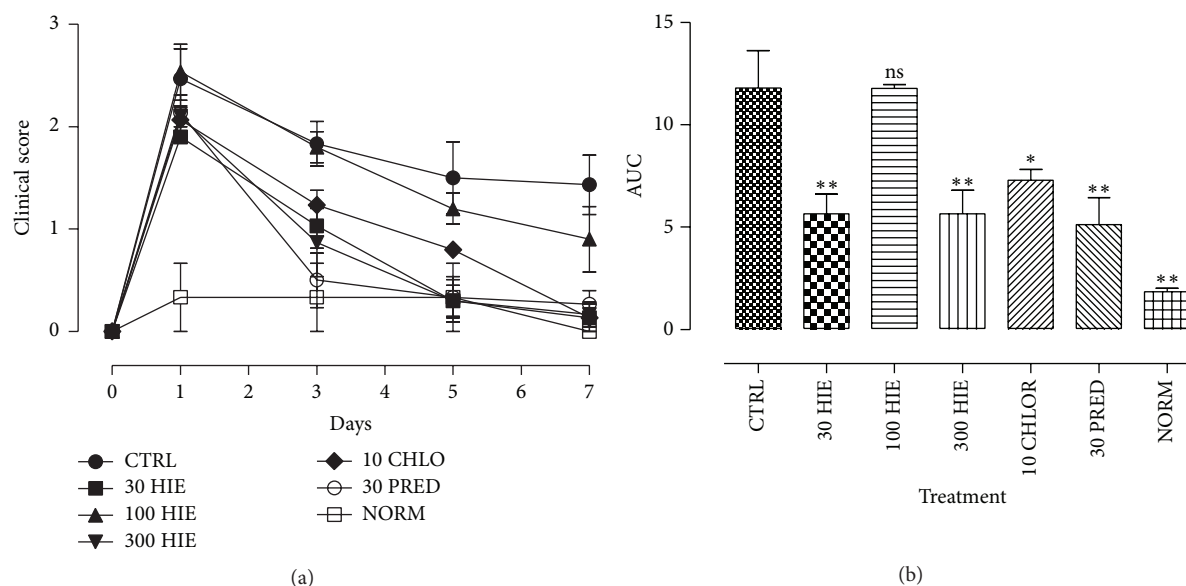 3
2
1
0
Clinical score
0 1 2 3 4 5 6 7
Days
CTRL
30 HIE
100 HIE
300 HIE
10 CHLO
30 PRED
NORM
(a)
15
10
5
0
AUC
** ns ** * ** **
CTRL
30 HIE
100 HIE
300 HIE
10 CHLOR
30 PRED
NORM
Treatment
(b)